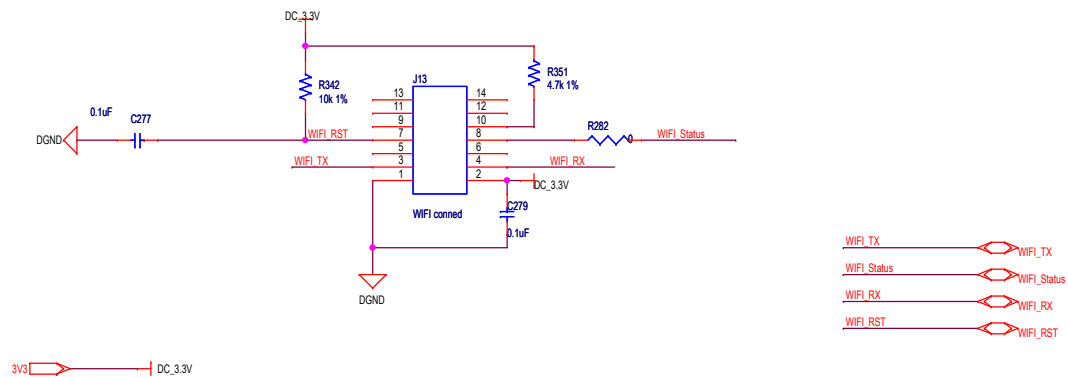 DC_3.3V
R342
10k 1%
J13
R351
4.7k 1%
0.1uF
C277
DGND
WIFI_RST
WIFI_TX
13
11
9
7
5
3
1
14
12
10
8
6
4
2
R282
0
WIFI_Status
WIFI_RX
DC_3.3V
WIFI conned
C279
0.1uF
DGND
WIFI_TX
WIFI_TX
WIFI_Status
WIFI_Status
WIFI_RX
WIFI_RX
WIFI_RST
WIFI_RST
3V3
DC_3.3V